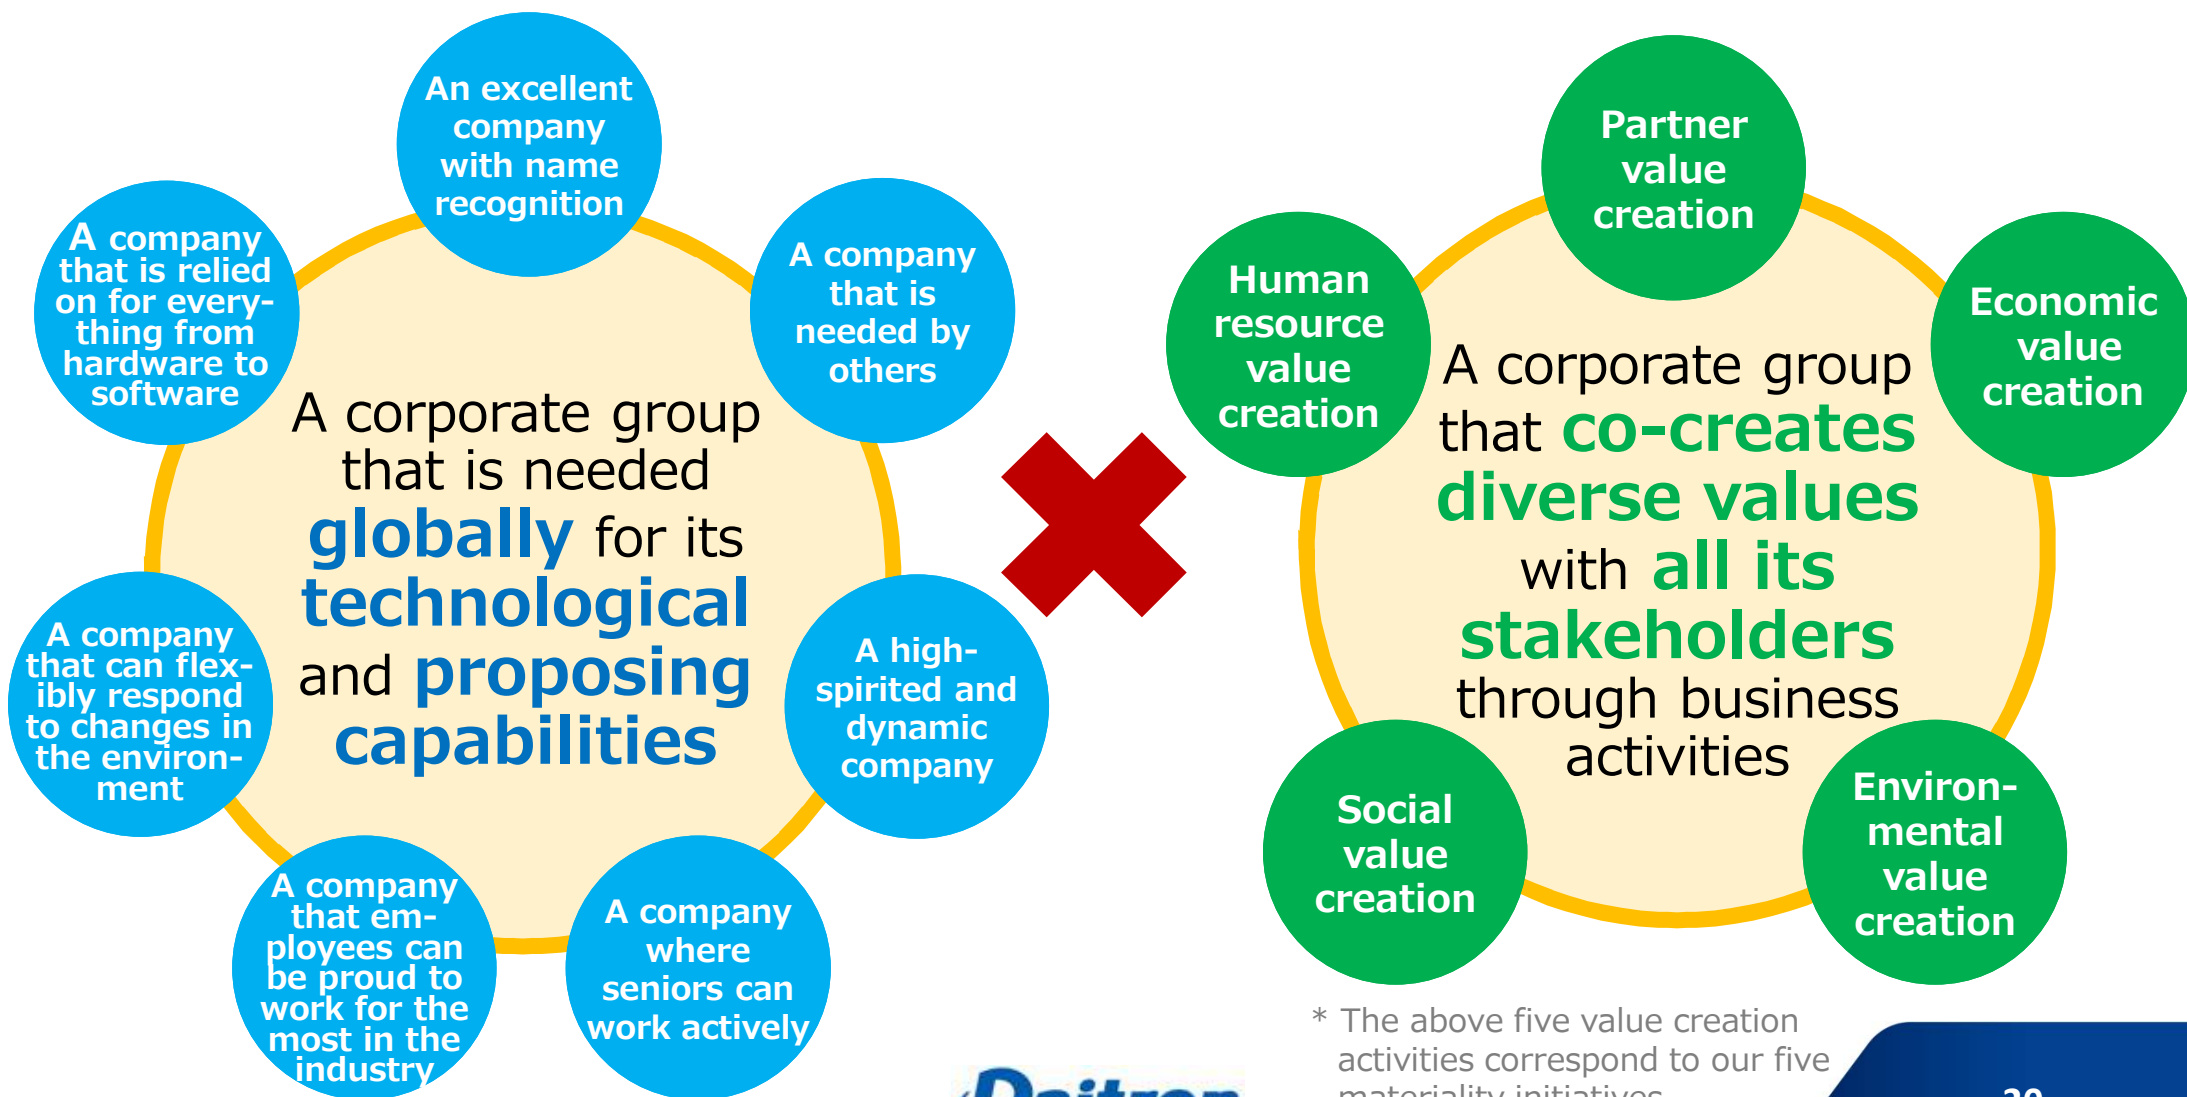 An excellent
company
with name
recognition
A company
that is relied
on for every-
thing from
hardware to
software
A company
that is
needed by
others
A corporate group
that is needed
globally for its
technological
and proposing
capabilities
A company
that can flex-
ibly respond
to changes in
the environ-
ment
A high-
spirited and
dynamic
company
A company
that em-
ployees can
be proud to
work for the
most in the
industry
A company
where
seniors can
work actively
Partner
value
creation
Human
resource
value
creation
Economic
value
creation
A corporate group
that co-creates
diverse values
with all its
stakeholders
through business
activities
Social
value
creation
Environ-
mental
value
creation
* The above five value creation
activities correspond to our five
materiality initiatives
Daitron